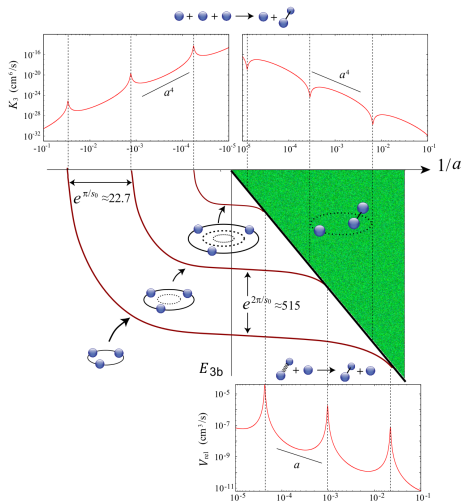 + + → +
K₃ (cm⁶/s)
10⁻¹⁶
10⁻²⁰
10⁻²⁴
10⁻²⁸
10⁻³²
a⁴
a⁴
-10⁻¹ -10⁻² -10⁻³ -10⁻⁴ -10⁻⁵
10⁻⁵ 10⁻⁴ 10⁻³ 10⁻² 10⁻¹
1/a
e^{π/s₀}≈22.7
e^{2π/s₀}≈515
E₃b
+ → +
V_rel (cm³/s)
10⁻⁵
10⁻⁷
10⁻⁹
10⁻¹¹
a
10⁻⁵ 10⁻⁴ 10⁻³ 10⁻² 10⁻¹